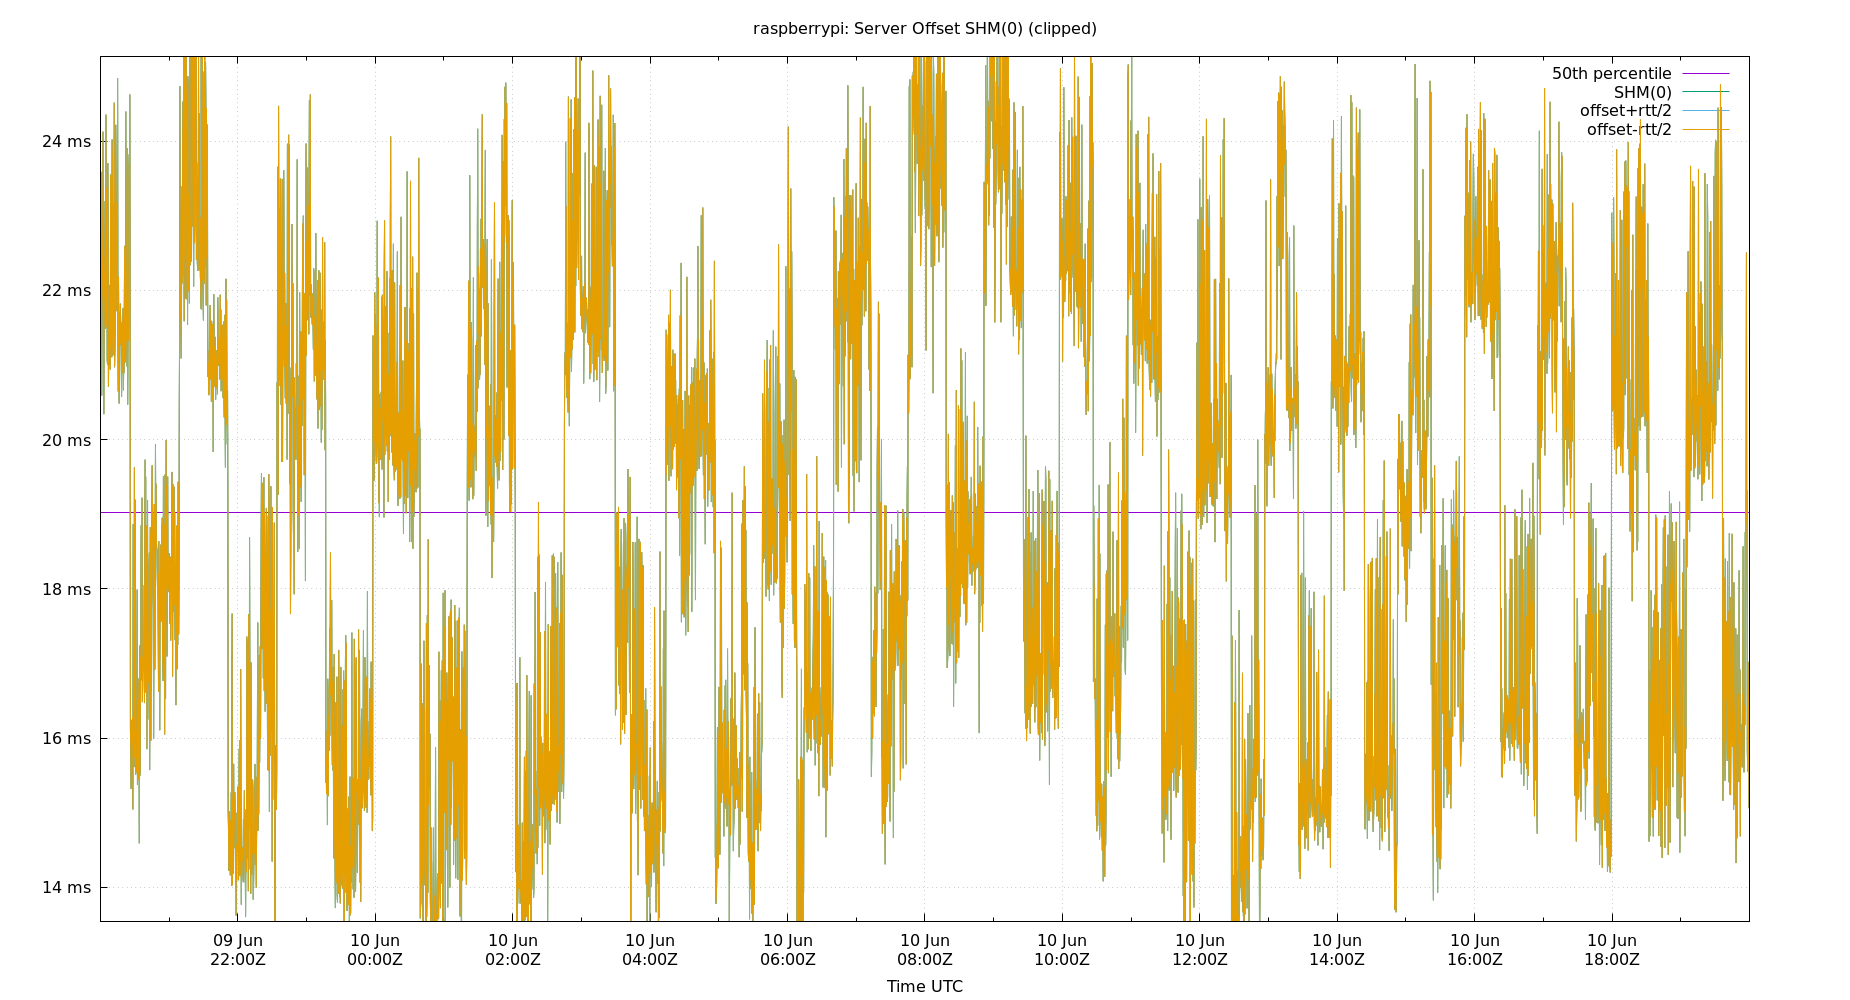 raspberrypi: Server Offset SHM(0) (clipped)
50th percentile
SHM(0)
offset+rtt/2
offset-rtt/2
24 ms
22 ms
20 ms
18 ms
16 ms
14 ms
09 Jun 10 Jun 10 Jun 10 Jun 10 Jun 10 Jun 10 Jun 10 Jun 10 Jun 10 Jun 10 Jun
22:00Z 00:00Z 02:00Z 04:00Z 06:00Z 08:00Z 10:00Z 12:00Z 14:00Z 16:00Z 18:00Z
Time UTC